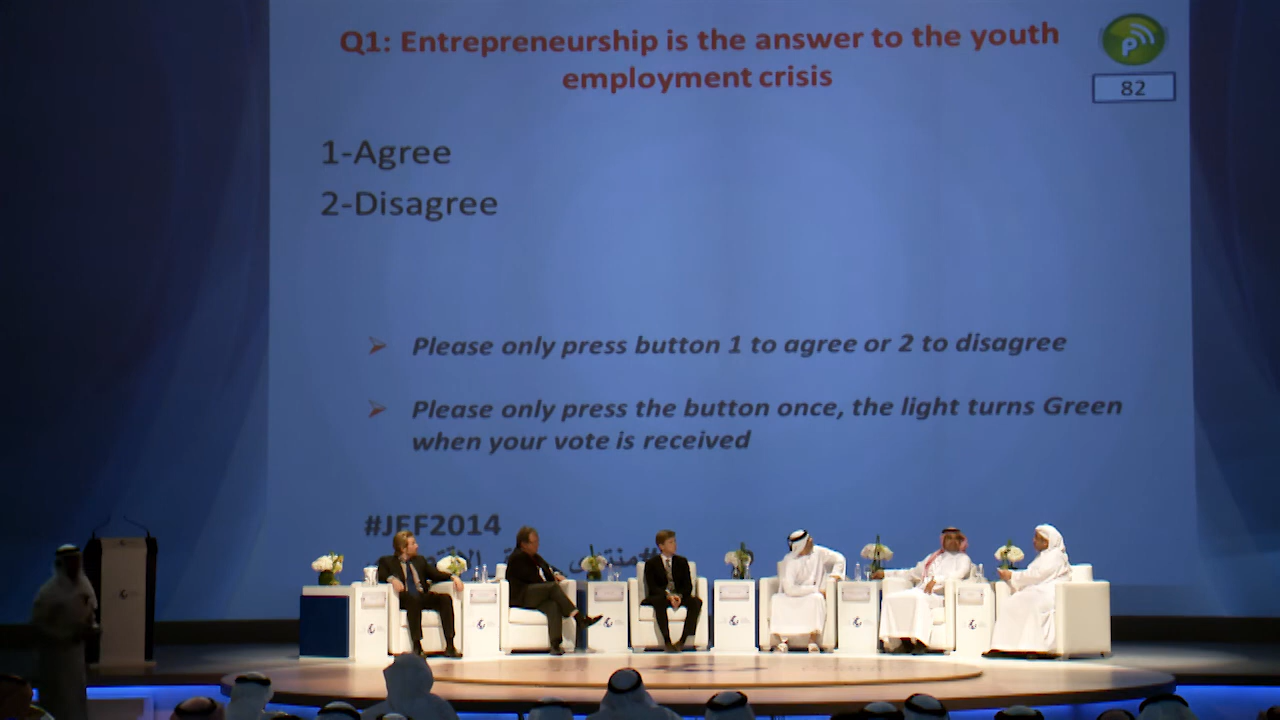 Q1: Entrepreneurship is the answer to the youth
employment crisis
82
1-Agree
2-Disagree
Please only press button 1 to agree or 2 to disagree
Please only press the button once, the light turns Green
when your vote is received
#JEF2014